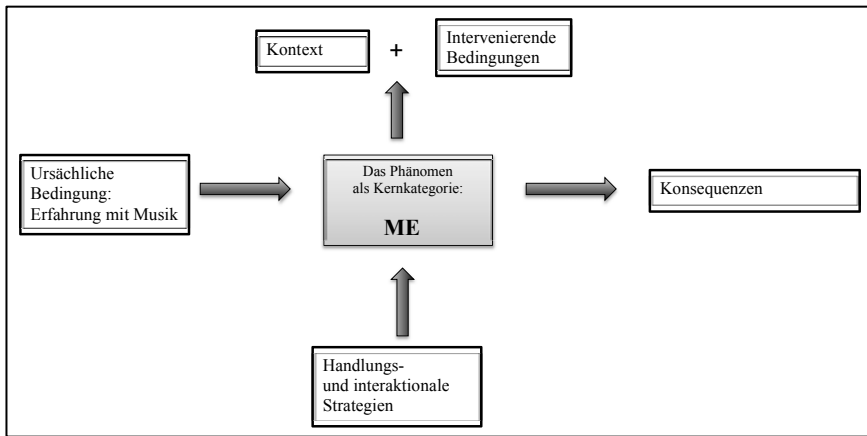 Kontext
+
Intervenierende
Bedingungen
Ursächliche
Bedingung:
Erfahrung mit Musik
Das Phänomen
als Kernkategorie:
ME
Konsequenzen
Handlungs-
und interaktionale
Strategien